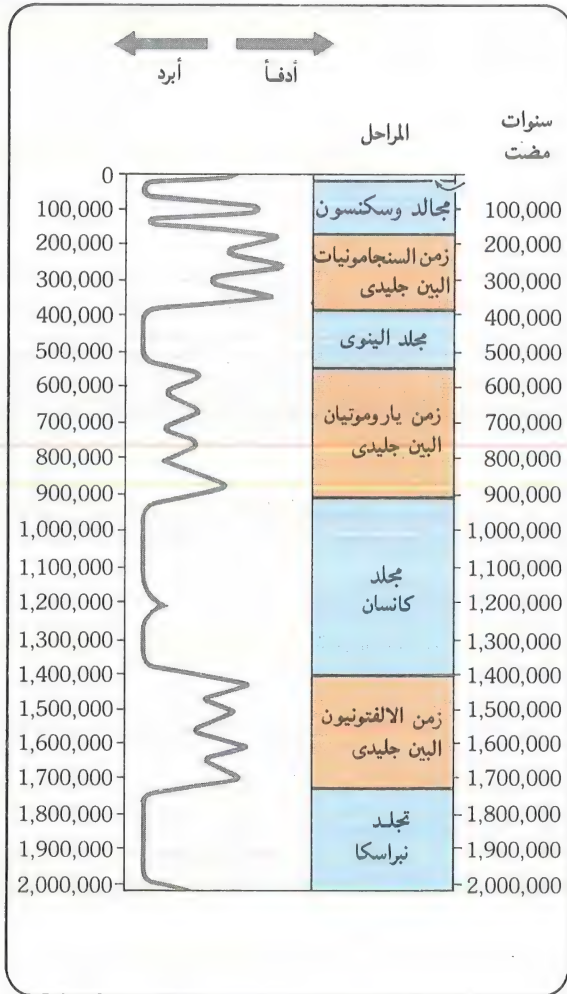 أدفأ
أبرد
سنوات
مضت
المراحل
0
100,000
200,000
300,000
400,000
500,000
600,000
700,000
800,000
900,000
1,000,000
1,100,000
1,200,000
1,300,000
1,400,000
1,500,000
1,600,000
1,700,000
1,800,000
1,900,000
2,000,000
مجالد وسكنسون
زمن السنجامونيات
البين جليدى
مجلد الينوى
زمن ياروموتيان
البين جليدى
مجلد
كانسان
زمن الالفتونيون
البين جليدى
تجلد
نبراسكا
100,000
200,000
300,000
400,000
500,000
600,000
700,000
800,000
900,000
1,000,000
1,100,000
1,200,000
1,300,000
1,400,000
1,500,000
1,600,000
1,700,000
1,800,000
1,900,000
2,000,000